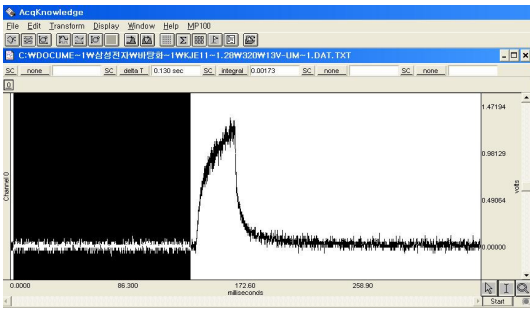 AcqKnowledge
File Edit Transform Display Window Help MP100
C:₩DOCUME~1₩삼성전자₩바탕화~1₩KJE11~1.28₩320W₩13V-UM~1.DAT.TXT
SC none SC delta T 0.130 sec SC integral 0.00173 SC none SC none
0
1.47194
0.98129
0.49064
0.00000
Channel 0
volts
0.0000 86.300 172.60 258.90
milliseconds
Start